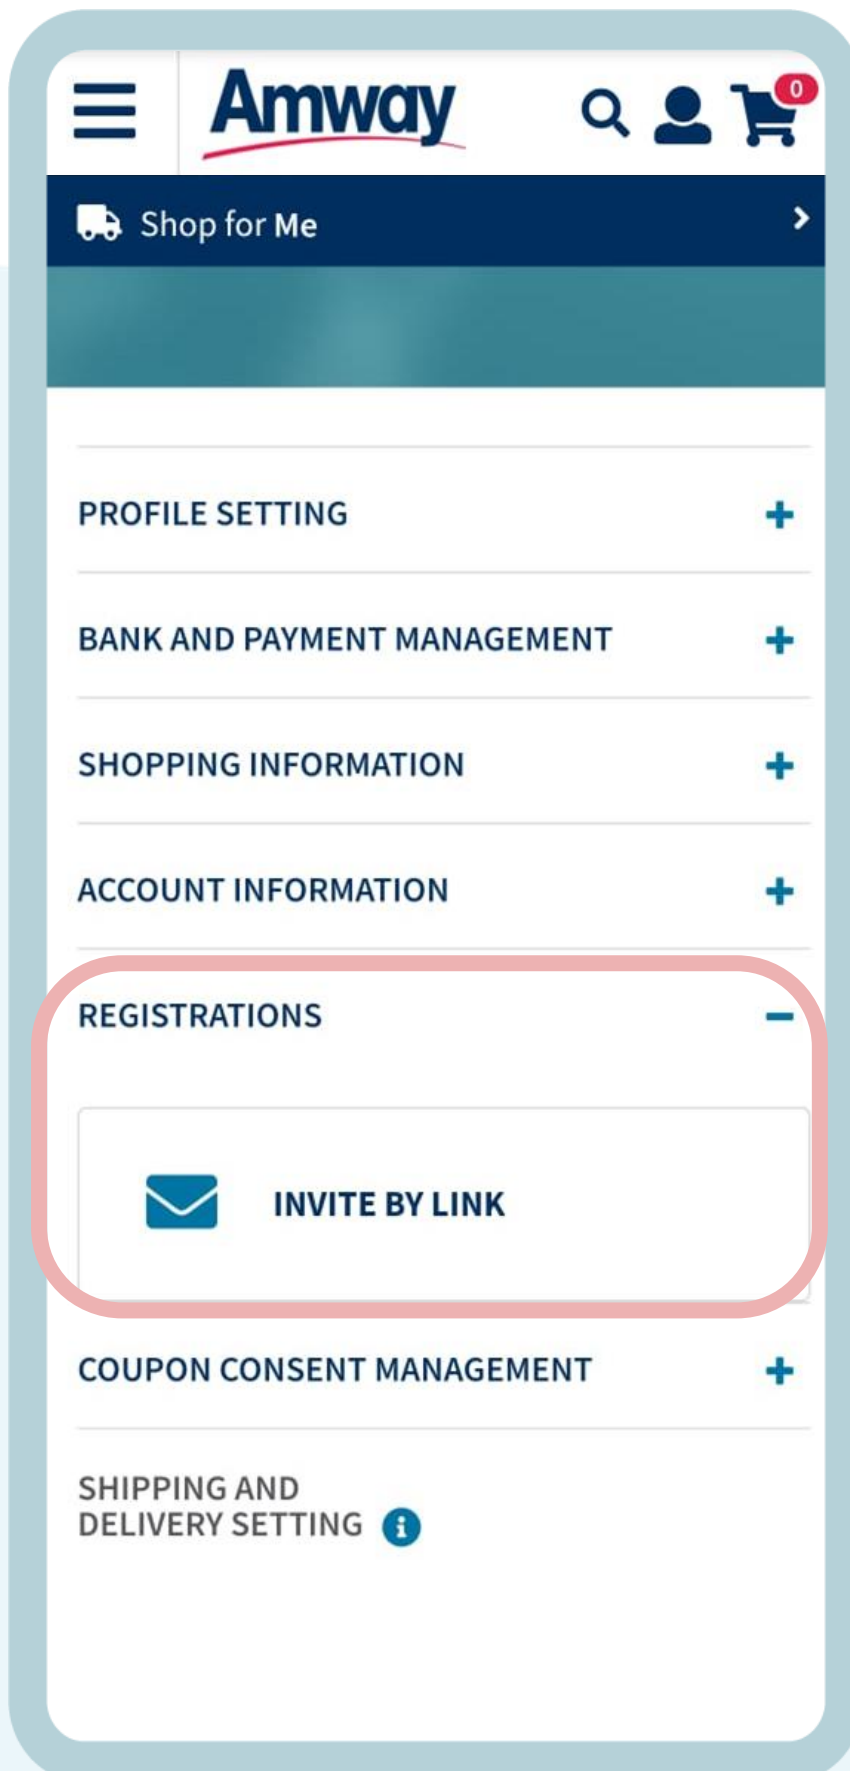 Amway
0
Shop for Me
PROFILE SETTING
BANK AND PAYMENT MANAGEMENT
SHOPPING INFORMATION
ACCOUNT INFORMATION
REGISTRATIONS
INVITE BY LINK
COUPON CONSENT MANAGEMENT
SHIPPING AND
DELIVERY SETTING